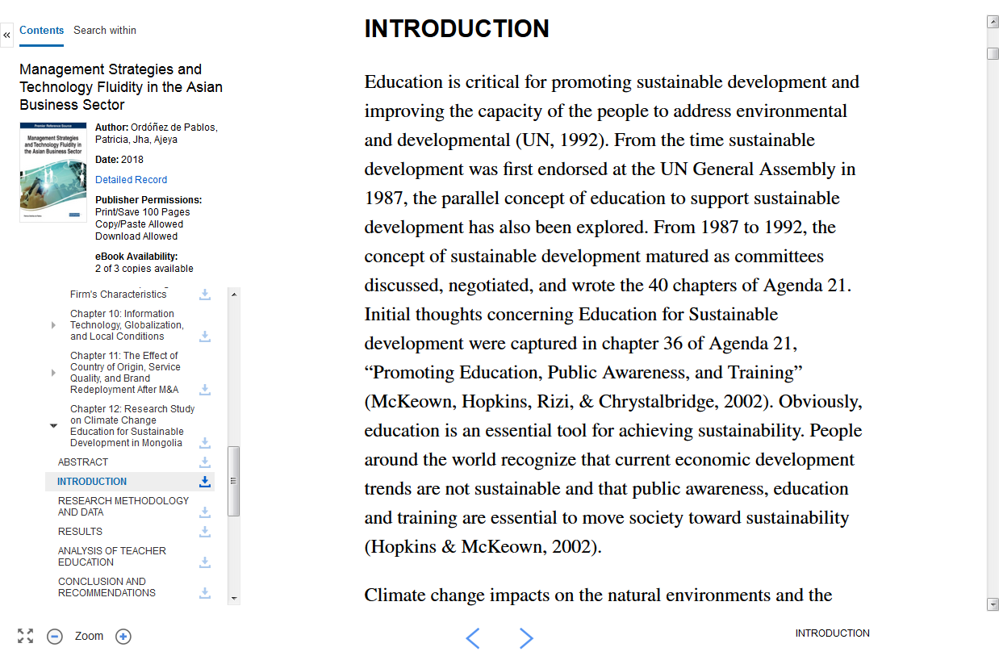 «
Contents
Search within
Management Strategies and
Technology Fluidity in the Asian
Business Sector
Premier Reference Source
Management Strategies
and Technology Fluidity in
the Asian Business Sector
Author: Ordóñez de Pablos,
Patricia, Jha, Ajeya
Date: 2018
Detailed Record
Publisher Permissions:
Print/Save 100 Pages
Copy/Paste Allowed
Download Allowed
eBook Availability:
2 of 3 copies available
Firm's Characteristics
Chapter 10: Information
Technology, Globalization,
and Local Conditions
Chapter 11: The Effect of
Country of Origin, Service
Quality, and Brand
Redeployment After M&A
Chapter 12: Research Study
on Climate Change
Education for Sustainable
Development in Mongolia
ABSTRACT
INTRODUCTION
RESEARCH METHODOLOGY
AND DATA
RESULTS
ANALYSIS OF TEACHER
EDUCATION
CONCLUSION AND
RECOMMENDATIONS
Zoom
INTRODUCTION
Education is critical for promoting sustainable development and
improving the capacity of the people to address environmental
and developmental (UN, 1992). From the time sustainable
development was first endorsed at the UN General Assembly in
1987, the parallel concept of education to support sustainable
development has also been explored. From 1987 to 1992, the
concept of sustainable development matured as committees
discussed, negotiated, and wrote the 40 chapters of Agenda 21.
Initial thoughts concerning Education for Sustainable
development were captured in chapter 36 of Agenda 21,
“Promoting Education, Public Awareness, and Training”
(McKeown, Hopkins, Rizi, & Chrystalbridge, 2002). Obviously,
education is an essential tool for achieving sustainability. People
around the world recognize that current economic development
trends are not sustainable and that public awareness, education
and training are essential to move society toward sustainability
(Hopkins & McKeown, 2002).
Climate change impacts on the natural environments and the
INTRODUCTION